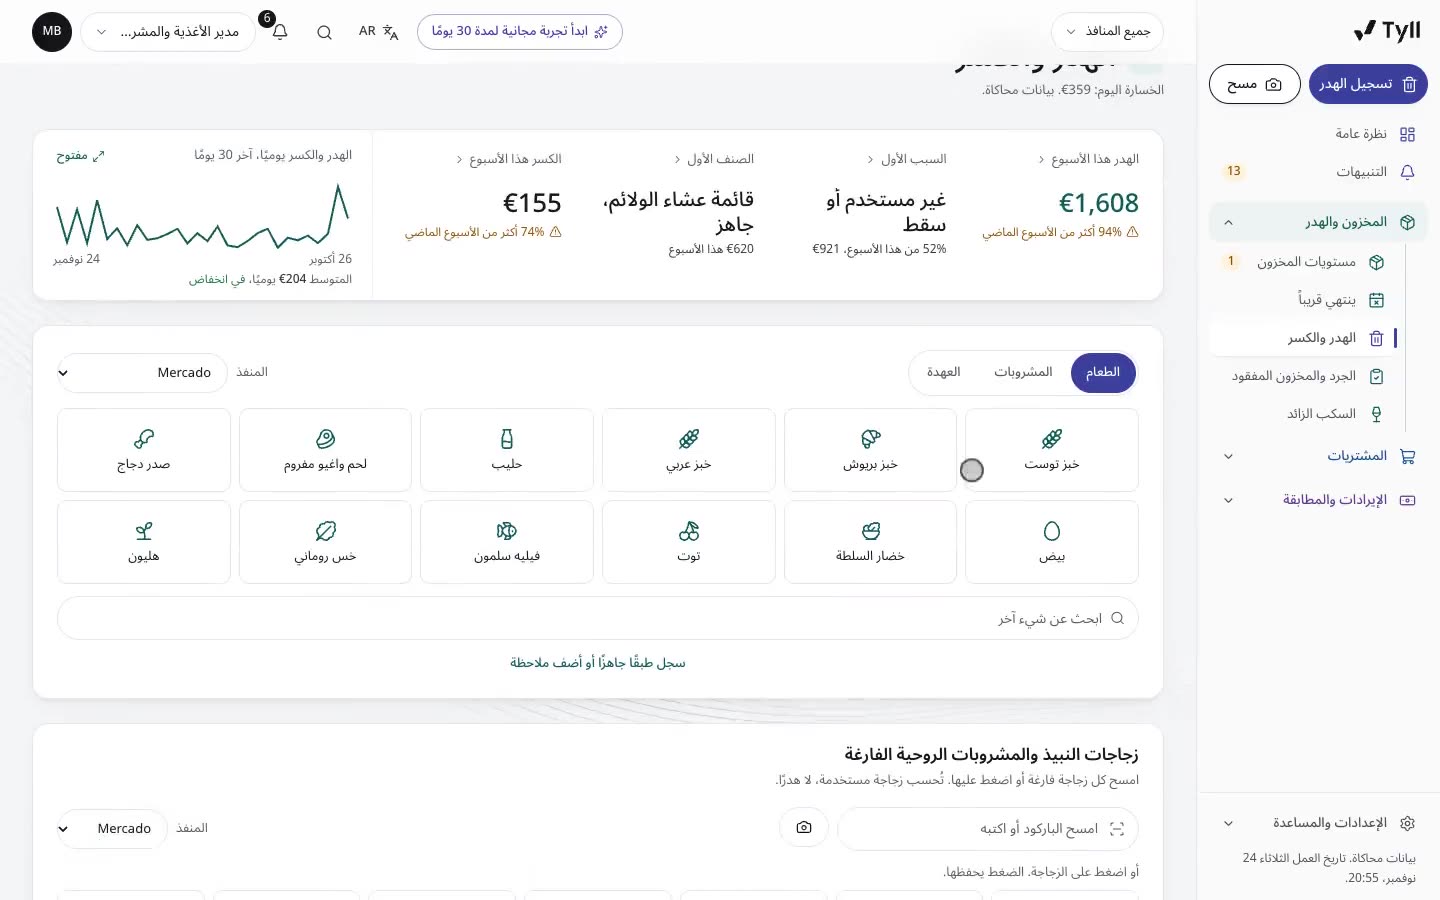 Tyll
تسجيل الهدر
مسح
نظرة عامة
التنبيهات
13
المخزون والهدر
مستويات المخزون
1
ينتهي قريباً
الهدر والكسر
الجرد والمخزون المفقود
السكب الزائد
المشتريات
الإيرادات والمطابقة
الإعدادات والمساعدة
بيانات محاكاة. تاريخ العمل الثلاثاء 24
نوفمبر، 20:55.
جميع المنافذ
ابدأ تجربة مجانية لمدة 30 يومًا
AR
6
مدير الأغذية والمشر...
MB
الهدر والكسر
الخسارة اليوم: €359. بيانات محاكاة.
الهدر هذا الأسبوع
€1,608
94% أكثر من الأسبوع الماضي
السبب الأول
غير مستخدم أو
سقط
52% من هذا الأسبوع، €921
الصنف الأول
قائمة عشاء الولائم،
جاهز
€620 هذا الأسبوع
الكسر هذا الأسبوع
€155
74% أكثر من الأسبوع الماضي
الهدر والكسر يوميًا، آخر 30 يومًا
مفتوح
26 أكتوبر
24 نوفمبر
المتوسط €204 يوميًا، في انخفاض
الطعام
المشروبات
العهدة
المنفذ
Mercado
خبز توست
خبز بريوش
خبز عربي
حليب
لحم واغيو مفروم
صدر دجاج
بيض
خضار السلطة
توت
فيليه سلمون
خس روماني
هليون
ابحث عن شيء آخر
سجل طبقًا جاهزًا أو أضف ملاحظة
زجاجات النبيذ والمشروبات الروحية الفارغة
امسح كل زجاجة فارغة أو اضغط عليها. تُحسب زجاجة مستخدمة، لا هدرًا.
امسح الباركود أو اكتبه
المنفذ
Mercado
أو اضغط على الزجاجة. الضغط يحفظها.